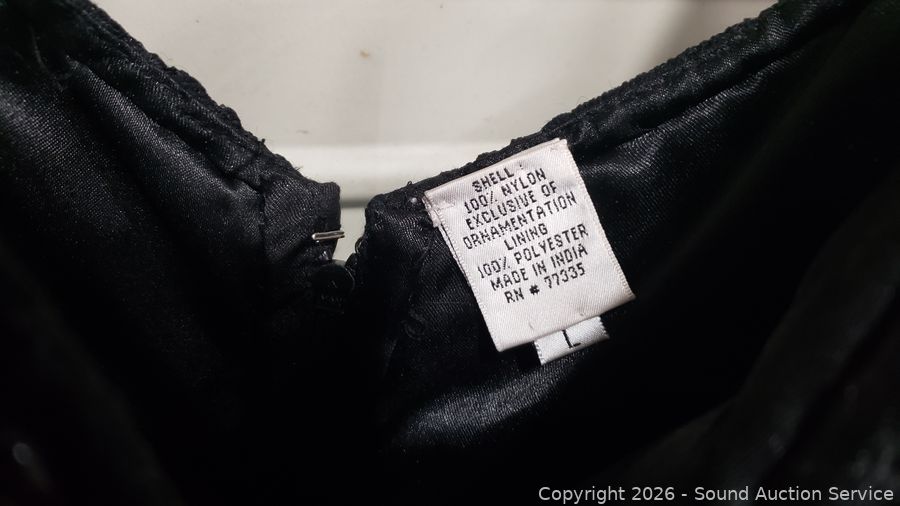 SHELL :
100% NYLON
EXCLUSIVE OF
ORNAMENTATION
LINING
100% POLYESTER
MADE IN INDIA
RN # 77335
L
Copyright 2026 - Sound Auction Service